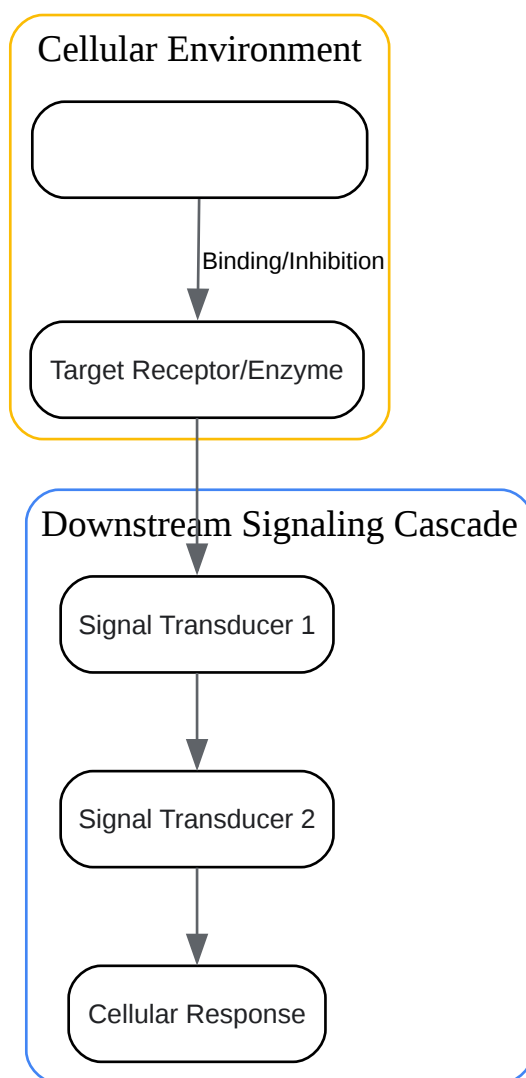 Cellular Environment
Binding/Inhibition
Target Receptor/Enzyme
Downstream Signaling Cascade
Signal Transducer 1
Signal Transducer 2
Cellular Response